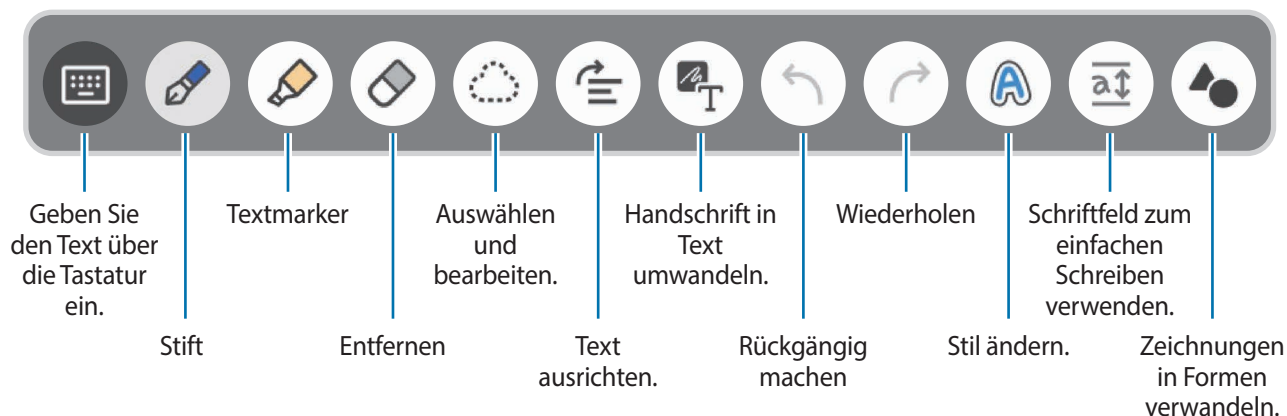 Geben Sie
den Text über
die Tastatur
ein.
Stift
Textmarker
Entfernen
Auswählen
und
bearbeiten.
Text
ausrichten.
Handschrift in
Text
umwandeln.
Rückgängig
machen
Wiederholen
Stil ändern.
Schriftfeld zum
einfachen
Schreiben
verwenden.
Zeichnungen
in Formen
verwandeln.